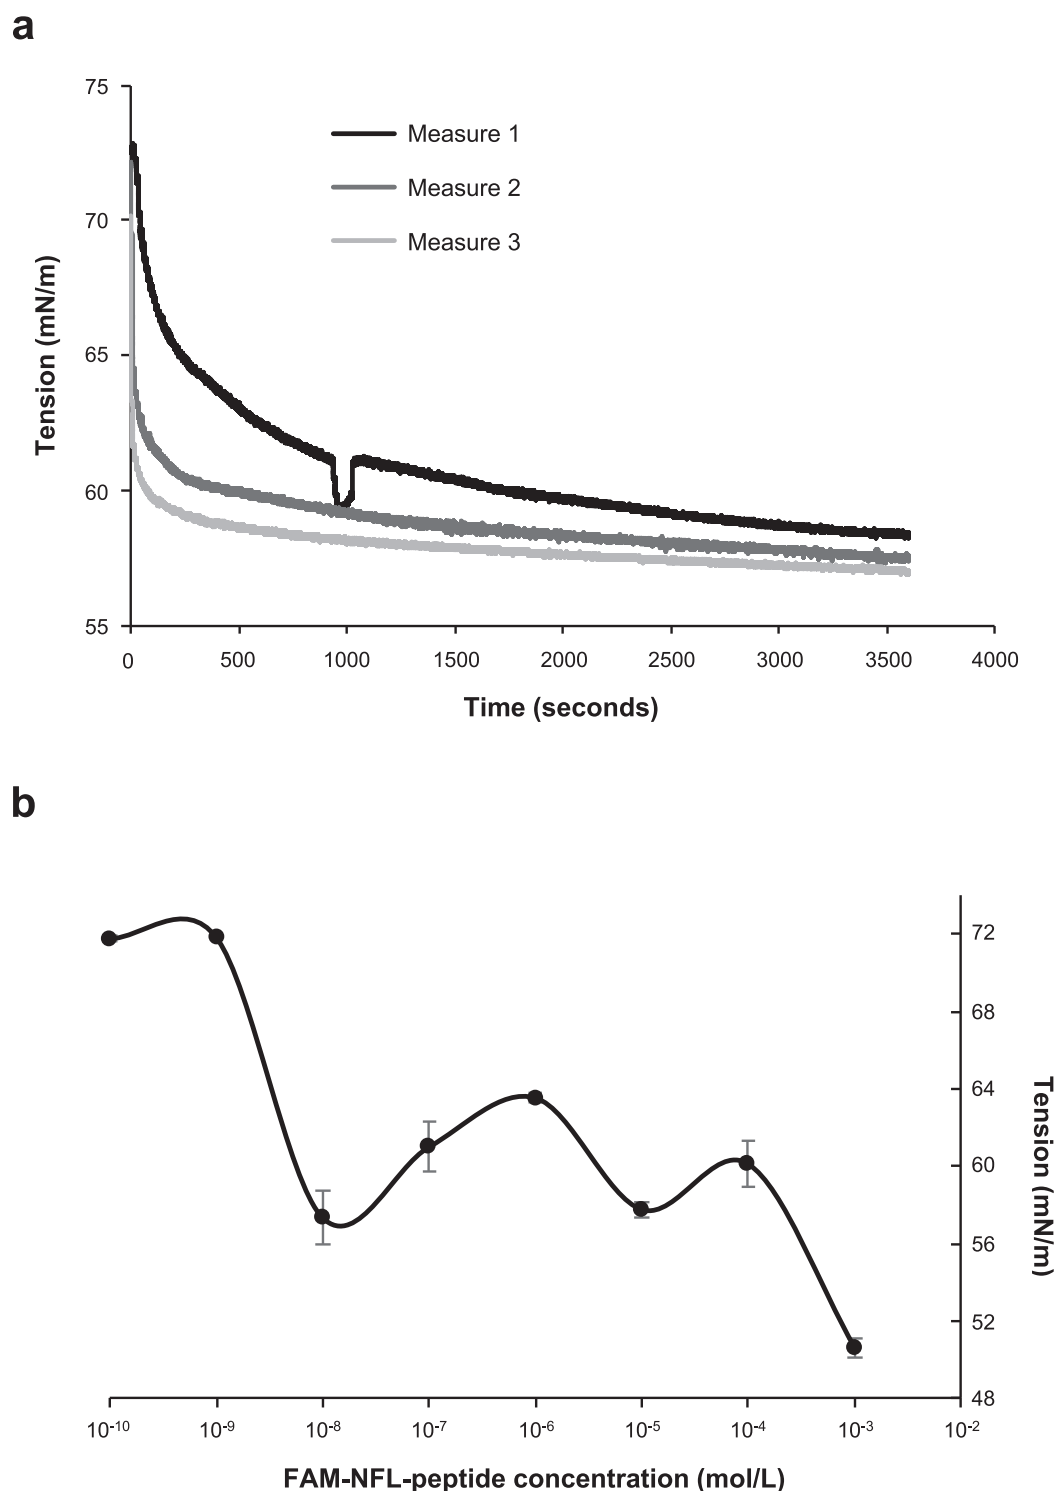 a
75
70
65
60
55
Tension (mN/m)
Measure 1
Measure 2
Measure 3
0 500 1000 1500 2000 2500 3000 3500 4000
Time (seconds)
b
72
68
64
60
56
52
48
Tension (mN/m)
10⁻¹⁰ 10⁻⁹ 10⁻⁸ 10⁻⁷ 10⁻⁶ 10⁻⁵ 10⁻⁴ 10⁻³ 10⁻²
FAM-NFL-peptide concentration (mol/L)